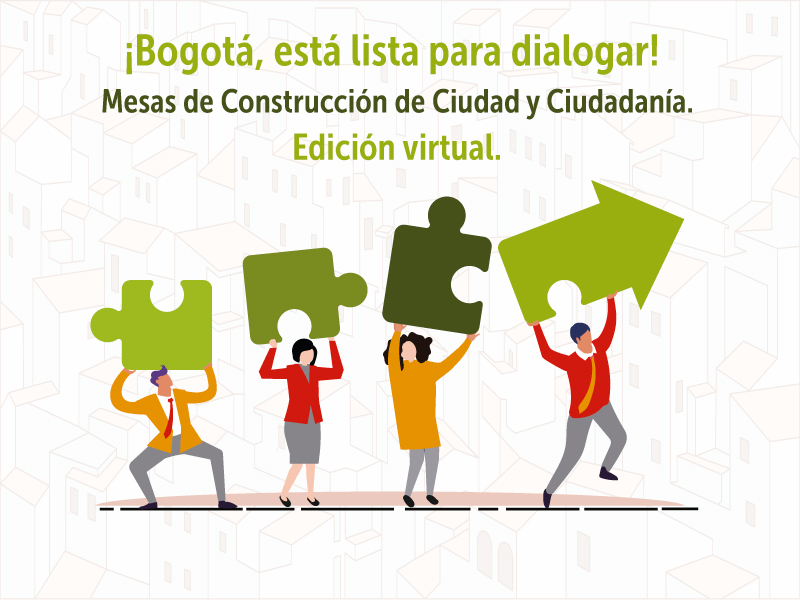 ¡Bogotá, está lista para dialogar!
Mesas de Construcción de Ciudad y Ciudadanía.
Edición virtual.